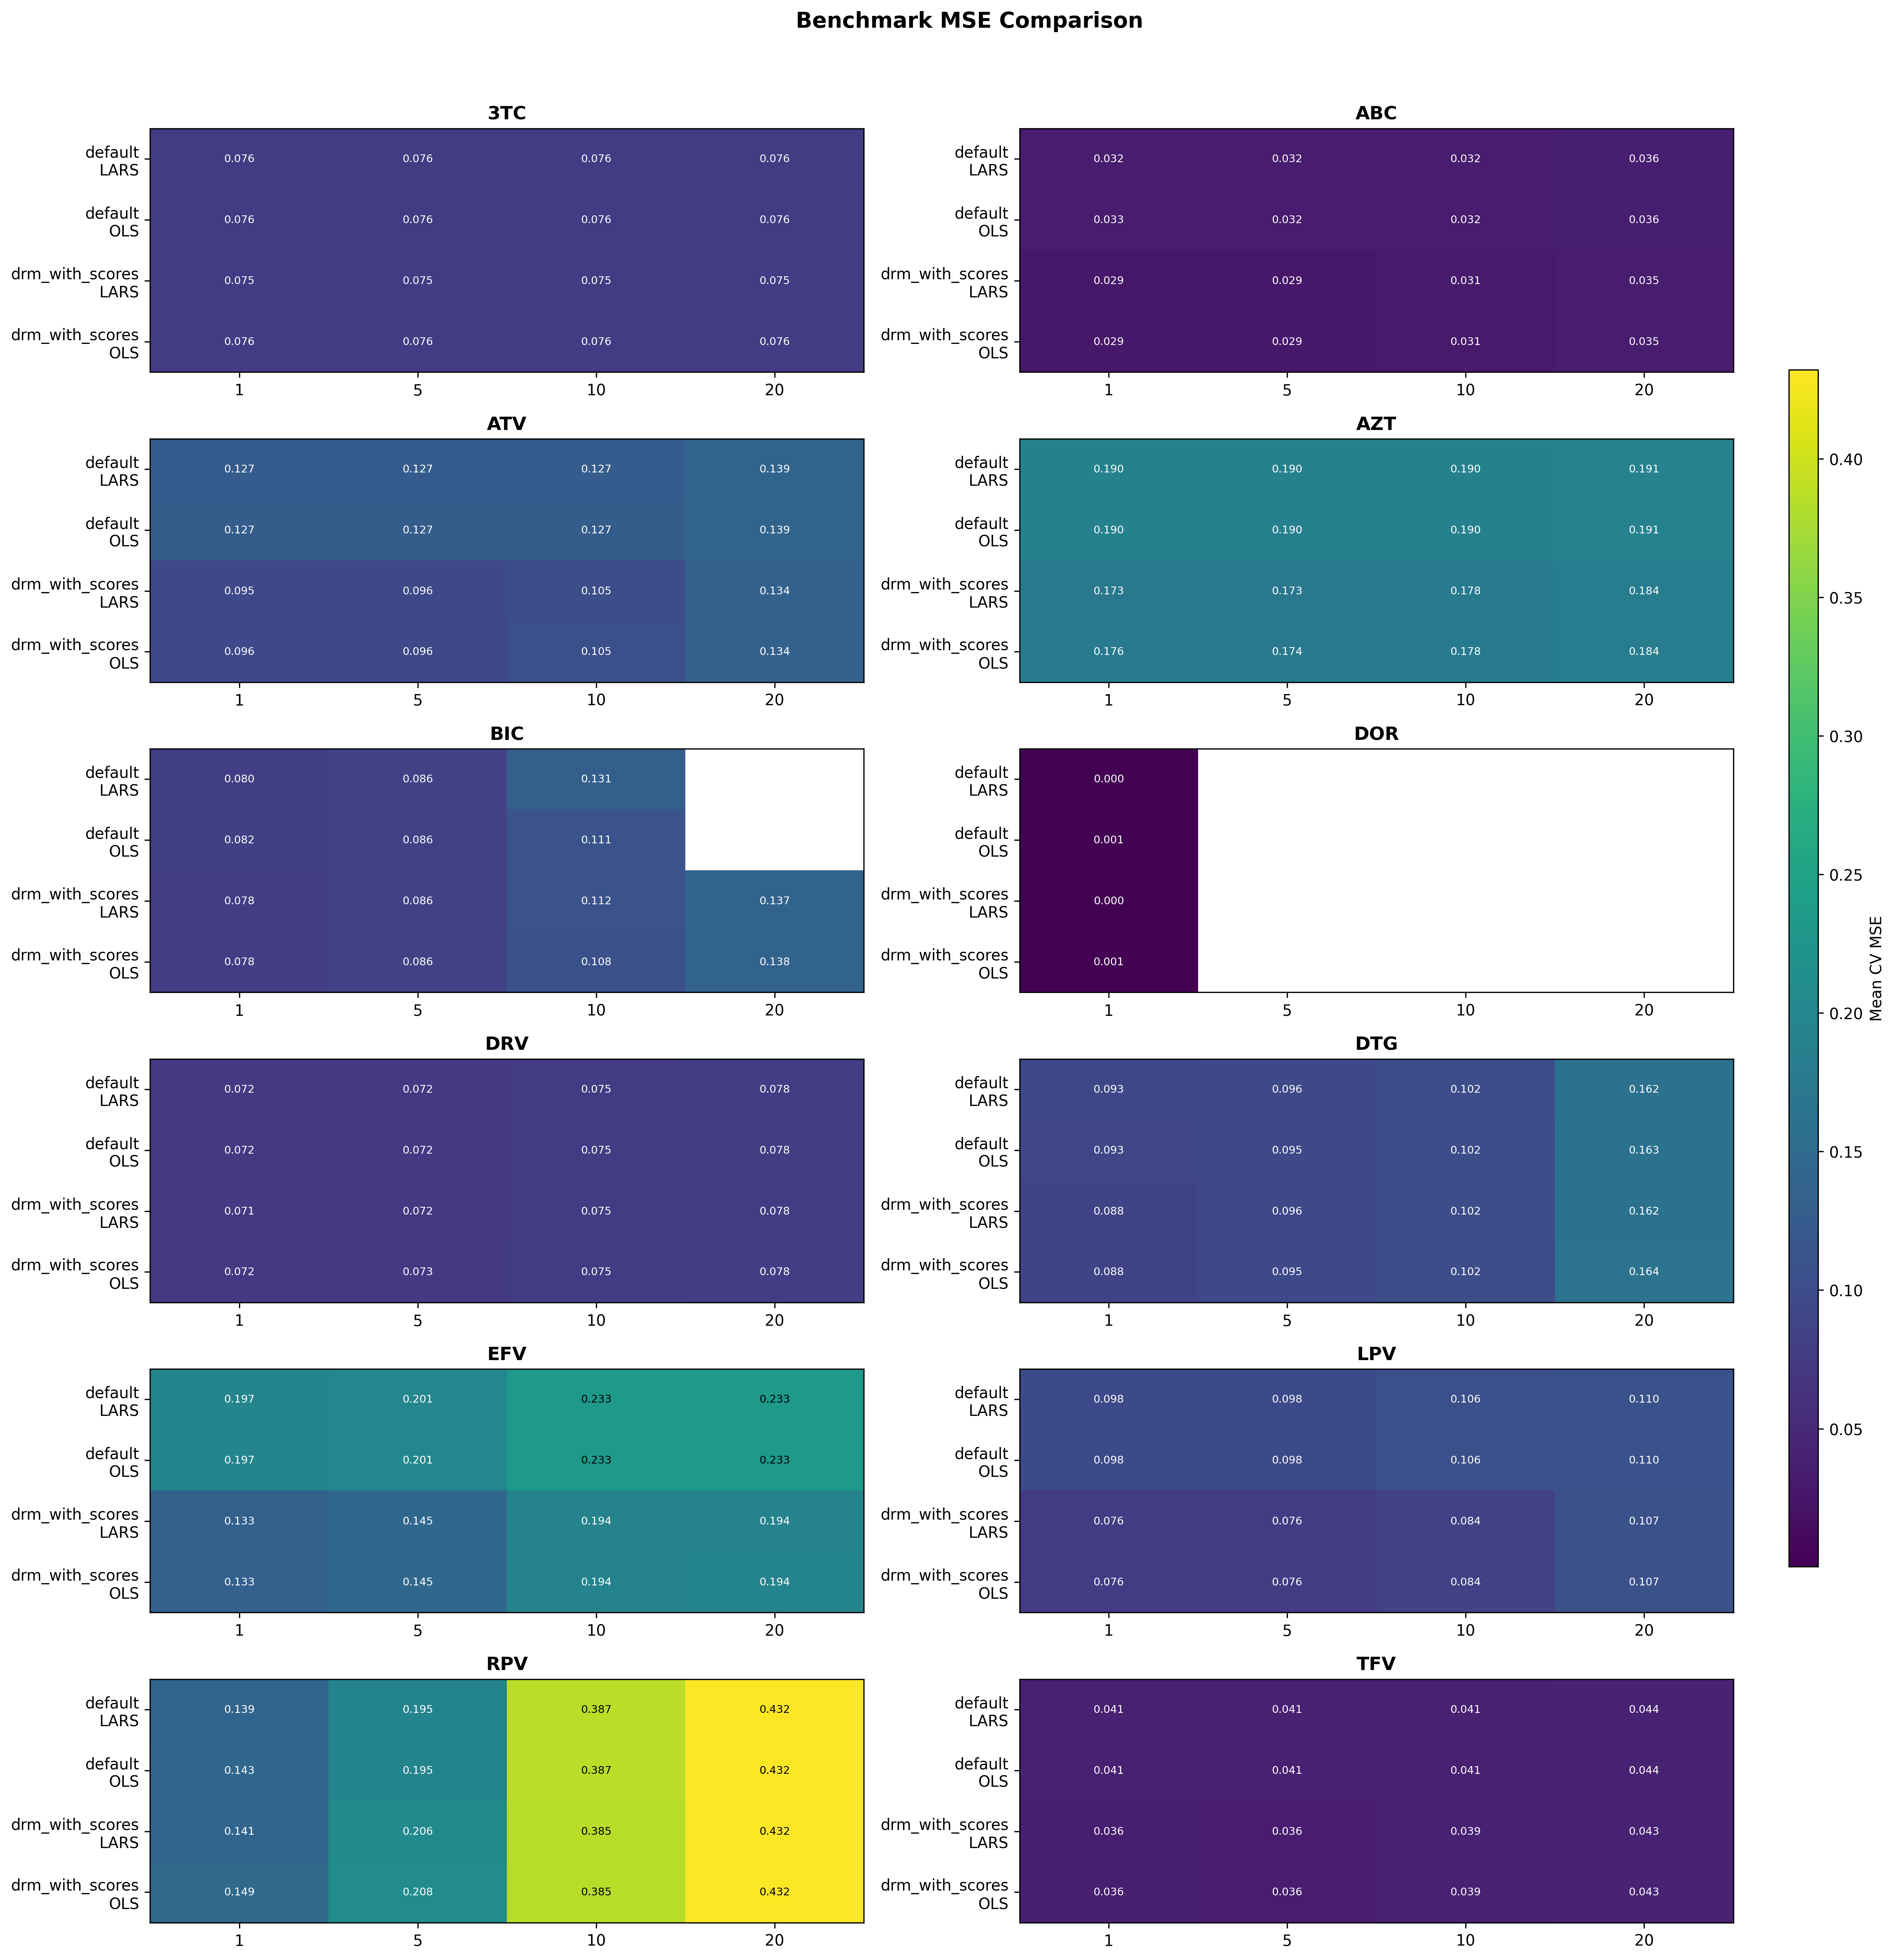 Benchmark MSE Comparison
3TC
default
LARS
0.076 0.076 0.076 0.076
default
OLS
0.076 0.076 0.076 0.076
drm_with_scores
LARS
0.075 0.075 0.075 0.075
drm_with_scores
OLS
0.076 0.076 0.076 0.076
1 5 10 20
ABC
default
LARS
0.032 0.032 0.032 0.036
default
OLS
0.033 0.032 0.032 0.036
drm_with_scores
LARS
0.029 0.029 0.031 0.035
drm_with_scores
OLS
0.029 0.029 0.031 0.035
1 5 10 20
ATV
default
LARS
0.127 0.127 0.127 0.139
default
OLS
0.127 0.127 0.127 0.139
drm_with_scores
LARS
0.095 0.096 0.105 0.134
drm_with_scores
OLS
0.096 0.096 0.105 0.134
1 5 10 20
AZT
default
LARS
0.190 0.190 0.190 0.191
default
OLS
0.190 0.190 0.190 0.191
drm_with_scores
LARS
0.173 0.173 0.178 0.184
drm_with_scores
OLS
0.176 0.174 0.178 0.184
1 5 10 20
BIC
default
LARS
0.080 0.086 0.131
default
OLS
0.082 0.086 0.111
drm_with_scores
LARS
0.078 0.086 0.112 0.137
drm_with_scores
OLS
0.078 0.086 0.108 0.138
1 5 10 20
DOR
default
LARS
0.000
default
OLS
0.001
drm_with_scores
LARS
0.000
drm_with_scores
OLS
0.001
1 5 10 20
DRV
default
LARS
0.072 0.072 0.075 0.078
default
OLS
0.072 0.072 0.075 0.078
drm_with_scores
LARS
0.071 0.072 0.075 0.078
drm_with_scores
OLS
0.072 0.073 0.075 0.078
1 5 10 20
DTG
default
LARS
0.093 0.096 0.102 0.162
default
OLS
0.093 0.095 0.102 0.163
drm_with_scores
LARS
0.088 0.096 0.102 0.162
drm_with_scores
OLS
0.088 0.095 0.102 0.164
1 5 10 20
EFV
default
LARS
0.197 0.201 0.233 0.233
default
OLS
0.197 0.201 0.233 0.233
drm_with_scores
LARS
0.133 0.145 0.194 0.194
drm_with_scores
OLS
0.133 0.145 0.194 0.194
1 5 10 20
LPV
default
LARS
0.098 0.098 0.106 0.110
default
OLS
0.098 0.098 0.106 0.110
drm_with_scores
LARS
0.076 0.076 0.084 0.107
drm_with_scores
OLS
0.076 0.076 0.084 0.107
1 5 10 20
RPV
default
LARS
0.139 0.195 0.387 0.432
default
OLS
0.143 0.195 0.387 0.432
drm_with_scores
LARS
0.141 0.206 0.385 0.432
drm_with_scores
OLS
0.149 0.208 0.385 0.432
1 5 10 20
TFV
default
LARS
0.041 0.041 0.041 0.044
default
OLS
0.041 0.041 0.041 0.044
drm_with_scores
LARS
0.036 0.036 0.039 0.043
drm_with_scores
OLS
0.036 0.036 0.039 0.043
1 5 10 20
0.40
0.35
0.30
0.25
0.20
0.15
0.10
0.05
Mean CV MSE